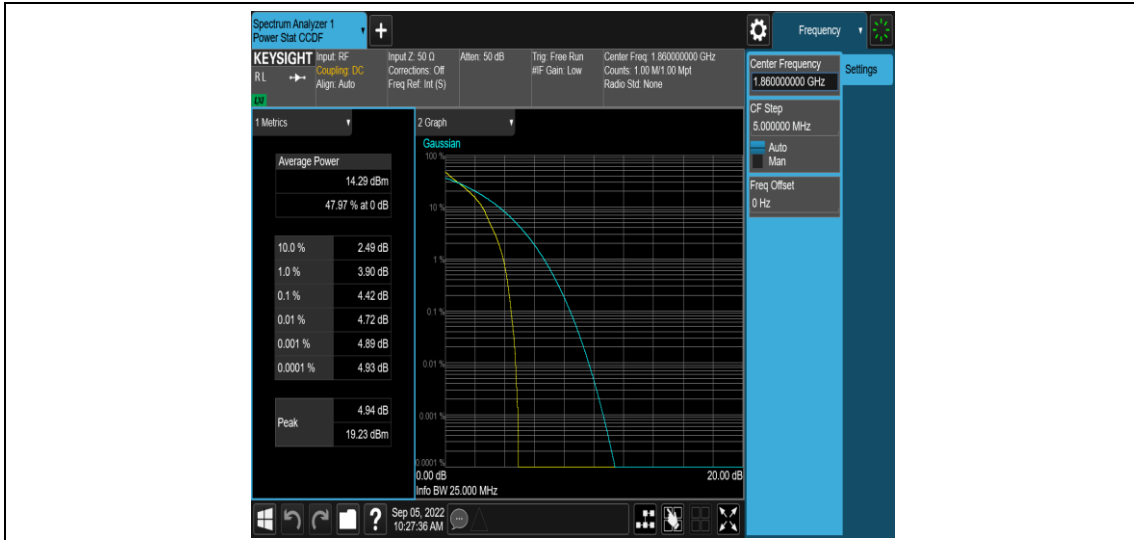 Spectrum Analyzer 1
Power Stat CCDF
+
Frequency
KEYSIGHT
RL
LXI
Input: RF
Coupling: DC
Align: Auto
Input Z: 50 Ω
Corrections: Off
Freq Ref: Int (S)
Atten: 50 dB
Trig: Free Run
#IF Gain: Low
Center Freq: 1.860000000 GHz
Counts: 1.00 M/1.00 Mpt
Radio Std: None
Center Frequency
1.860000000 GHz
Settings
CF Step
5.000000 MHz
Auto
Man
Freq Offset
0 Hz
1 Metrics
Average Power
14.29 dBm
47.97 % at 0 dB
10.0 % 2.49 dB
1.0 % 3.90 dB
0.1 % 4.42 dB
0.01 % 4.72 dB
0.001 % 4.89 dB
0.0001 % 4.93 dB
Peak
4.94 dB
19.23 dBm
2 Graph
Gaussian
100 %
10 %
1 %
0.1 %
0.01 %
0.001 %
0.0001 %
0.00 dB 20.00 dB
Info BW 25.000 MHz
?
Sep 05, 2022
10:27:36 AM